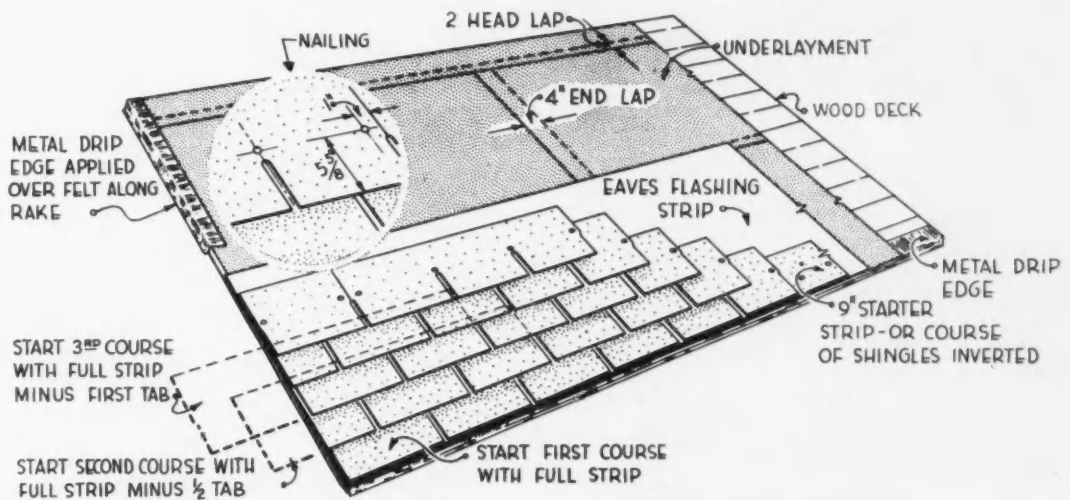 2 HEAD LAP
NAILING
UNDERLAYMENT
4" END LAP
WOOD DECK
1"
5 5/8
METAL DRIP
EDGE APPLIED
OVER FELT ALONG
RAKE
EAVES FLASHING
STRIP
METAL DRIP
EDGE
9" STARTER
STRIP-OR COURSE
OF SHINGLES INVERTED
START 3RD COURSE
WITH FULL STRIP
MINUS FIRST TAB
START FIRST COURSE
WITH FULL STRIP
START SECOND COURSE WITH
FULL STRIP MINUS ½ TAB